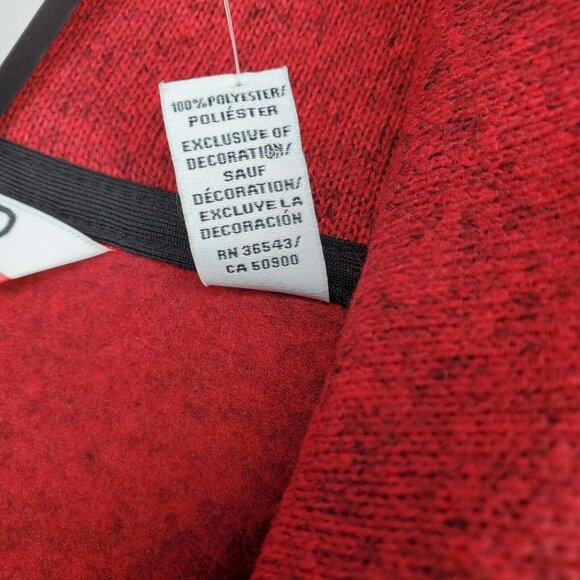 100%POLYESTER/
POLIÉSTER
EXCLUSIVE OF
DECORATION/
SAUF
DÉCORATION/
EXCLUYE LA
DECORACIÓN
RN 36543/
CA 50900